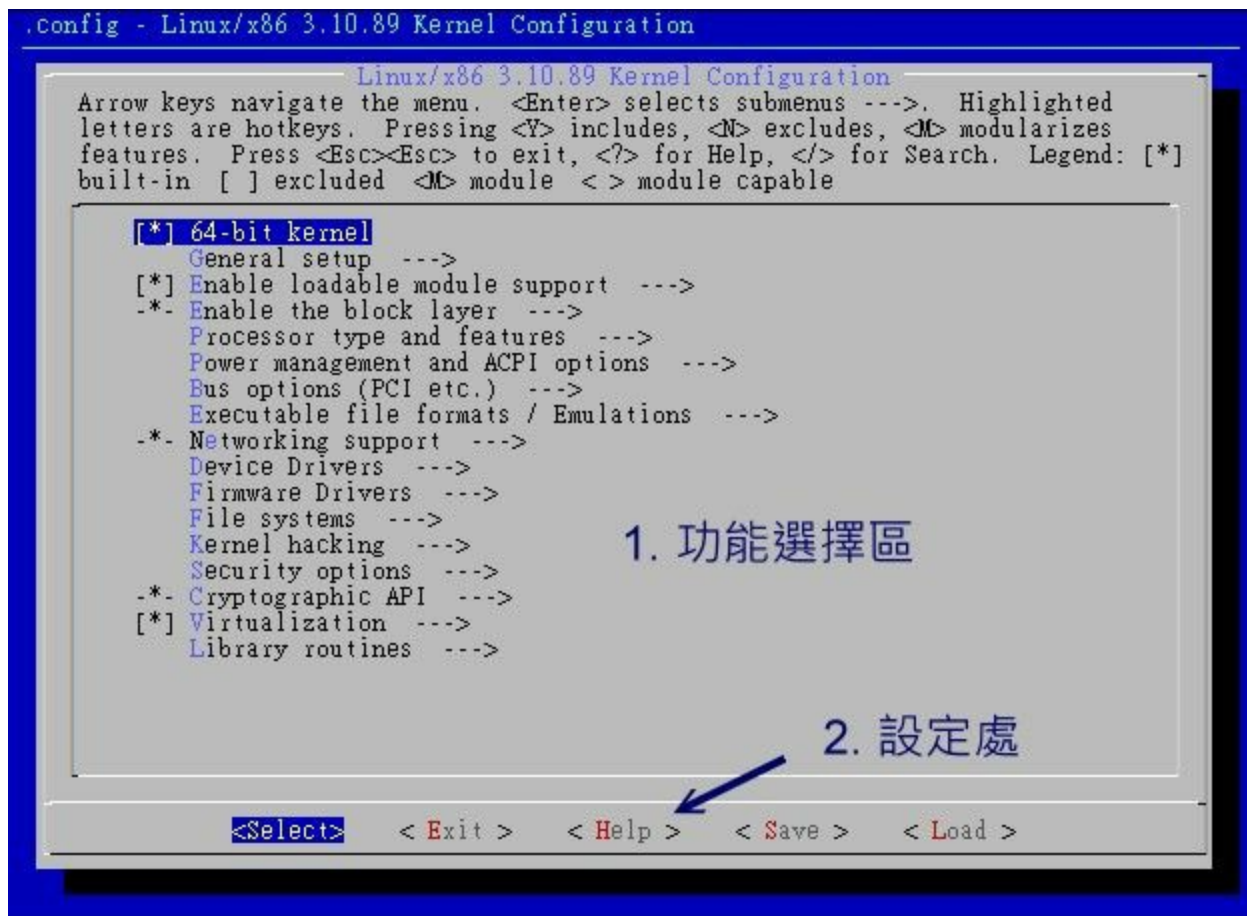 .config - Linux/x86 3.10.89 Kernel Configuration
Linux/x86 3.10.89 Kernel Configuration
Arrow keys navigate the menu.  <Enter> selects submenus --->.  Highlighted
letters are hotkeys.  Pressing <Y> includes, <N> excludes, <M> modularizes
features.  Press <Esc><Esc> to exit, <?> for Help, </> for Search.  Legend: [*]
built-in  [ ] excluded  <M> module  < > module capable
[*] 64-bit kernel
General setup  --->
[*] Enable loadable module support  --->
-*- Enable the block layer  --->
Processor type and features  --->
Power management and ACPI options  --->
Bus options (PCI etc.)  --->
Executable file formats / Emulations  --->
-*- Networking support  --->
Device Drivers  --->
Firmware Drivers  --->
File systems  --->
Kernel hacking  --->
1. 功能選擇區
Security options  --->
-*- Cryptographic API  --->
[*] Virtualization  --->
Library routines  --->
2. 設定處
<Select>    < Exit >    < Help >    < Save >    < Load >